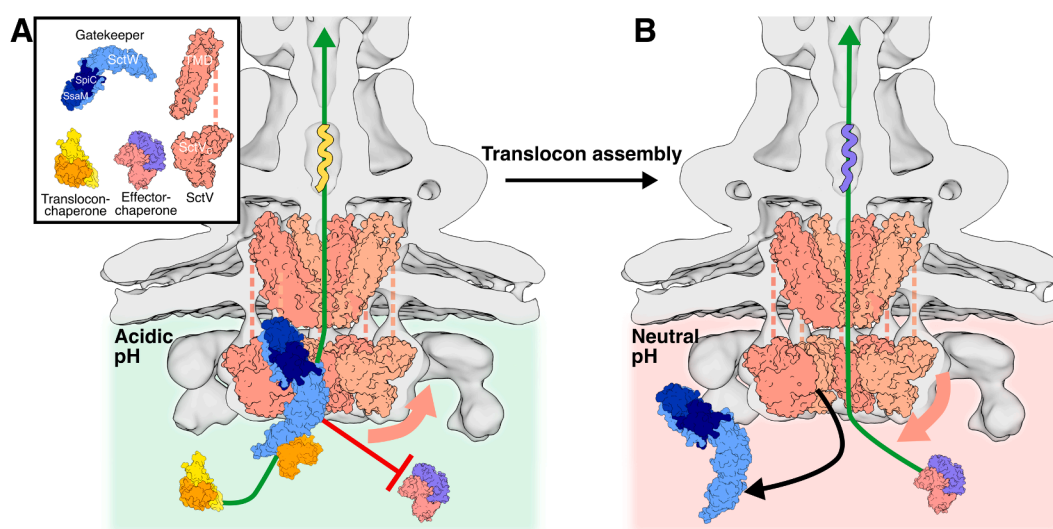 A
B
Gatekeeper
SctW
SpiC
SsaM
TMD
SctV
Translocon-
chaperone
Effector-
chaperone
SctV
Translocon assembly
Acidic
pH
Neutral
pH